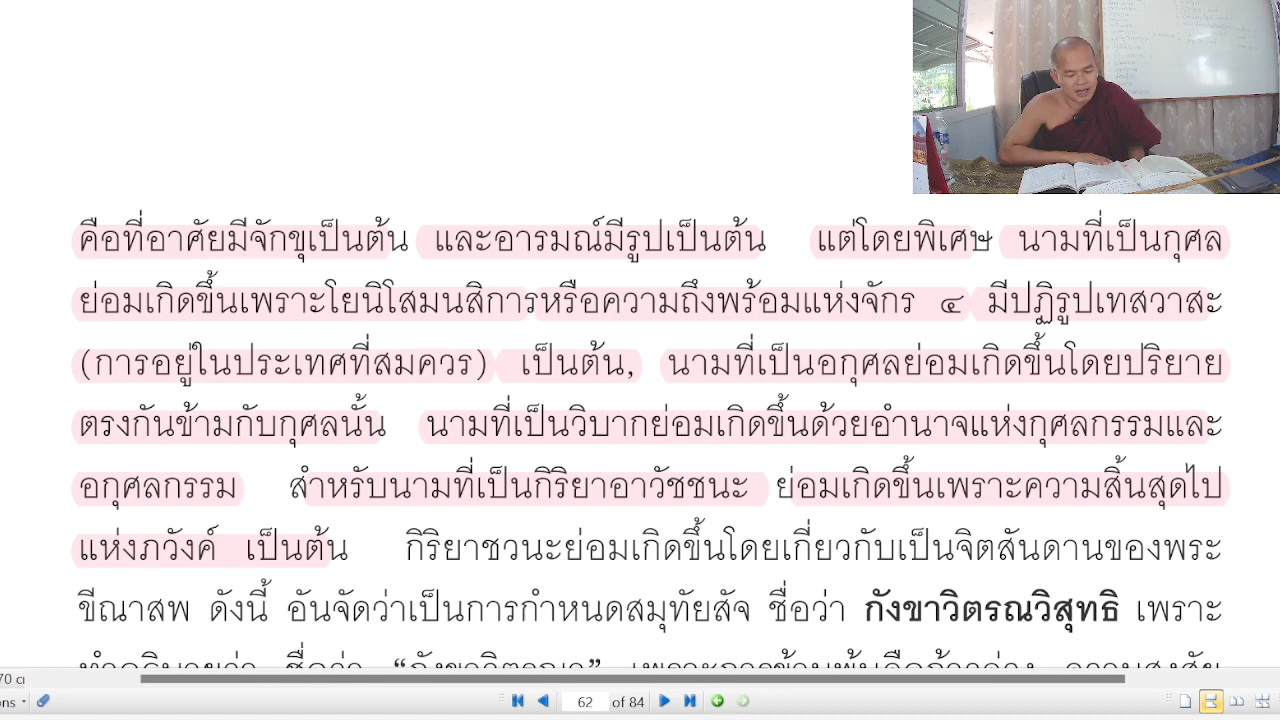 คือที่อาศัยมีจักขุเป็นต้น และอารมณ์มีรูปเป็นต้น แต่โดยพิเศษ นามที่เป็นกุศล
ย่อมเกิดขึ้นเพราะโยนิโสมนสิการหรือความถึงพร้อมแห่งจักร ๔ มีปฏิรูปเทสวาสะ
(การอยู่ในประเทศที่สมควร) เป็นต้น, นามที่เป็นอกุศลย่อมเกิดขึ้นโดยปริยาย
ตรงกันข้ามกับกุศลนั้น นามที่เป็นวิบากย่อมเกิดขึ้นด้วยอำนาจแห่งกุศลกรรมและ
อกุศลกรรม สำหรับนามที่เป็นกิริยาอาวัชชนะ ย่อมเกิดขึ้นเพราะความสิ้นสุดไป
แห่งภวังค์ เป็นต้น กิริยาชวนะย่อมเกิดขึ้นโดยเกี่ยวกับเป็นจิตสันดานของพระ
ขีณาสพ ดังนี้ อันจัดว่าเป็นการกำหนดสมุทัยสัจ ชื่อว่า กังขาวิตรณวิสุทธิ เพราะ
62 of 84